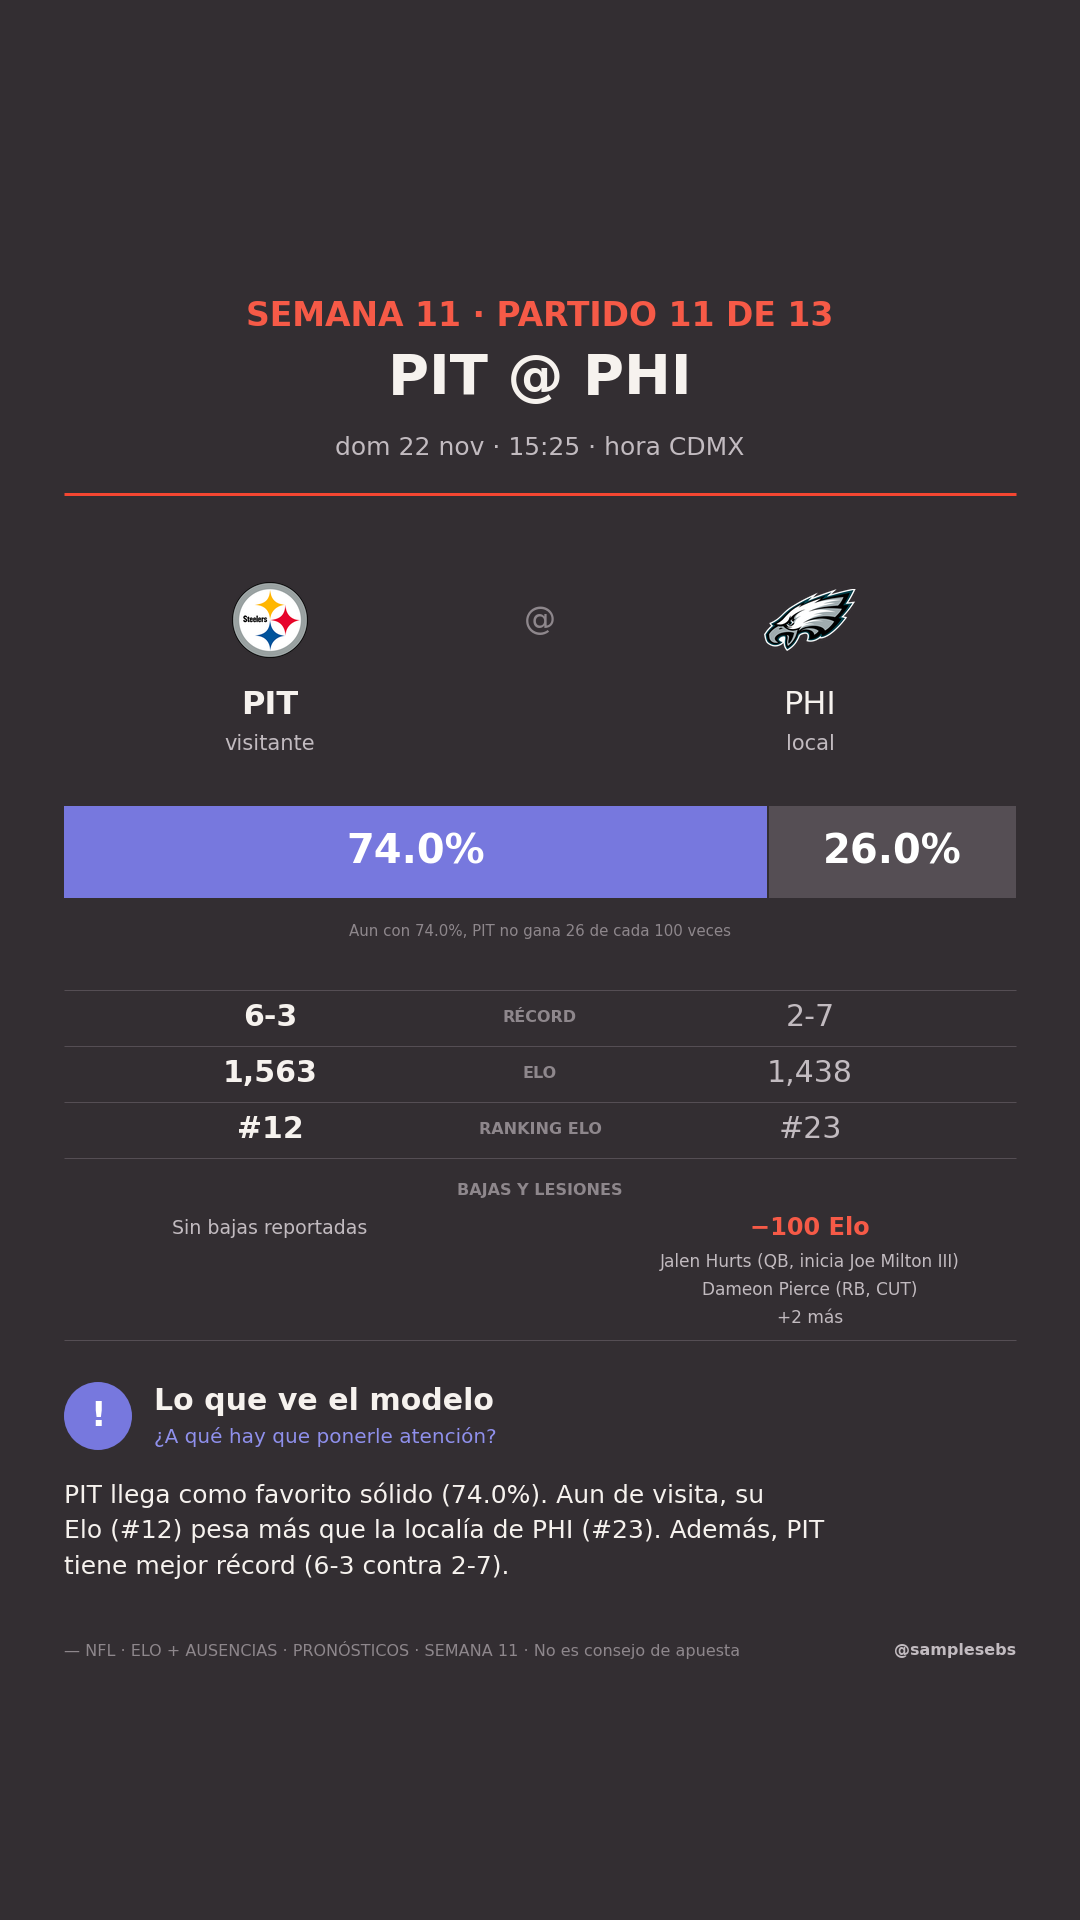 SEMANA 11 · PARTIDO 11 DE 13
PIT @ PHI
dom 22 nov · 15:25 · hora CDMX
Steelers
@
PIT
PHI
visitante
local
74.0%
26.0%
Aun con 74.0%, PIT no gana 26 de cada 100 veces
6-3
RÉCORD
2-7
1,563
ELO
1,438
#12
RANKING ELO
#23
BAJAS Y LESIONES
Sin bajas reportadas
−100 Elo
Jalen Hurts (QB, inicia Joe Milton III)
Dameon Pierce (RB, CUT)
+2 más
!
Lo que ve el modelo
¿A qué hay que ponerle atención?
PIT llega como favorito sólido (74.0%). Aun de visita, su
Elo (#12) pesa más que la localía de PHI (#23). Además, PIT
tiene mejor récord (6-3 contra 2-7).
— NFL · ELO + AUSENCIAS · PRONÓSTICOS · SEMANA 11 · No es consejo de apuesta
@samplesebs